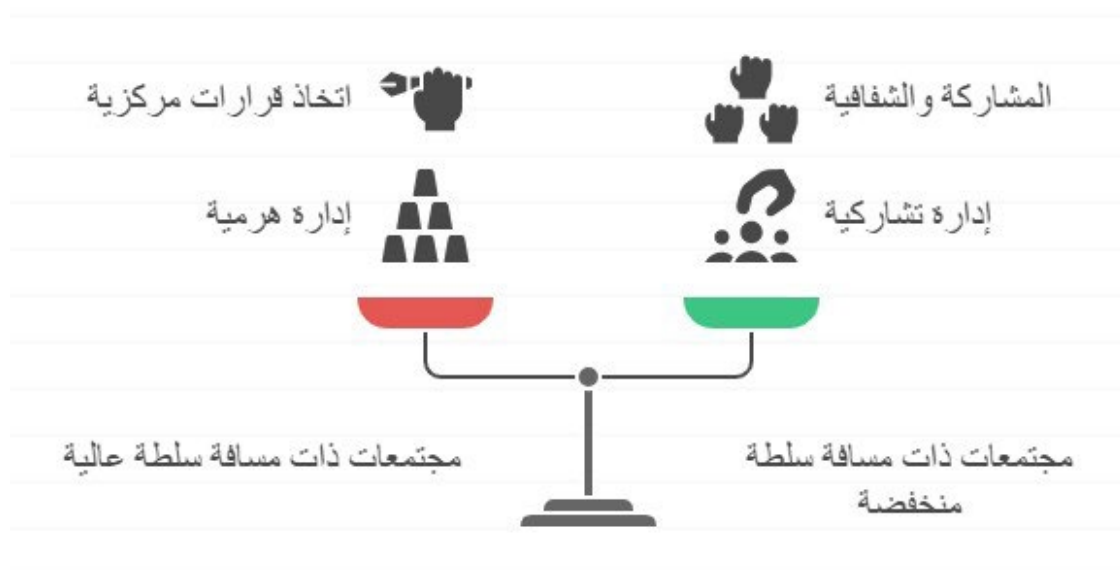 المشاركة والشفافية
اتخاذ قرارات مركزية
إدارة تشاركية
إدارة هرمية
مجتمعات ذات مسافة سلطة
منخفضة
مجتمعات ذات مسافة سلطة عالية